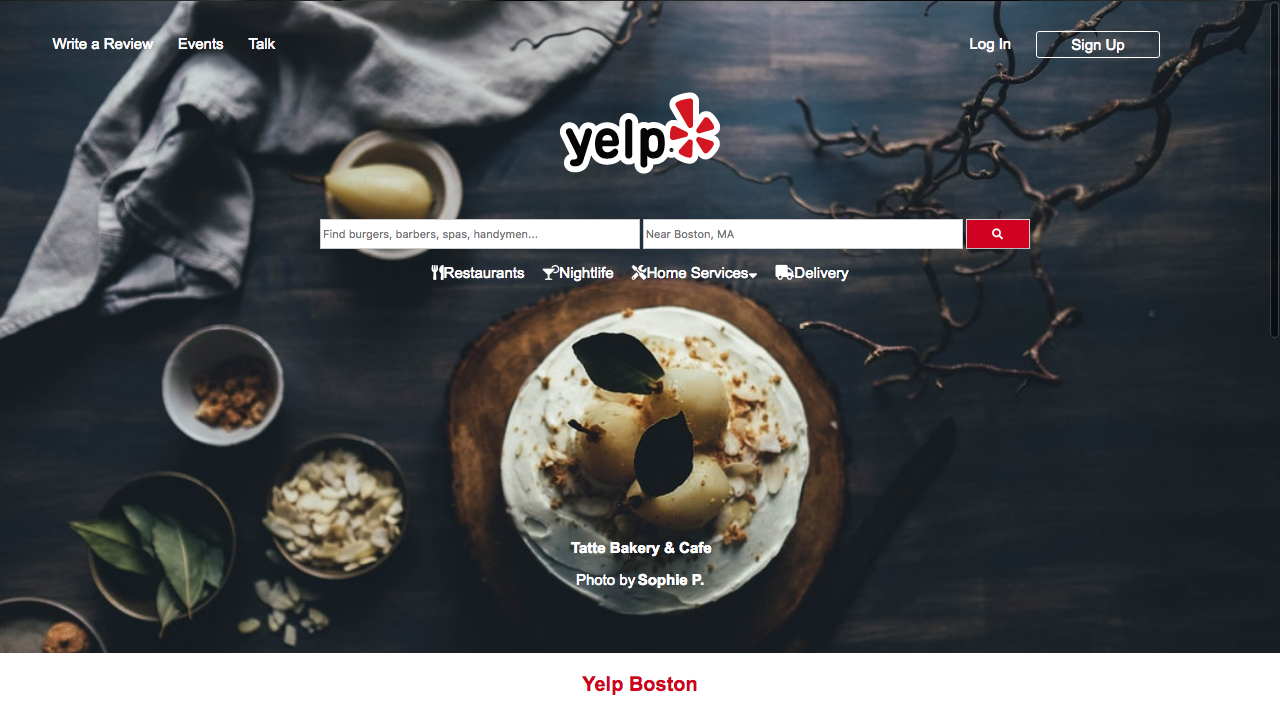 Write a Review Events Talk Log In Sign Up
yelp
Find burgers, barbers, spas, handymen... Near Boston, MA
Restaurants Nightlife Home Services Delivery
Tatte Bakery & Cafe
Photo by Sophie P.
Yelp Boston